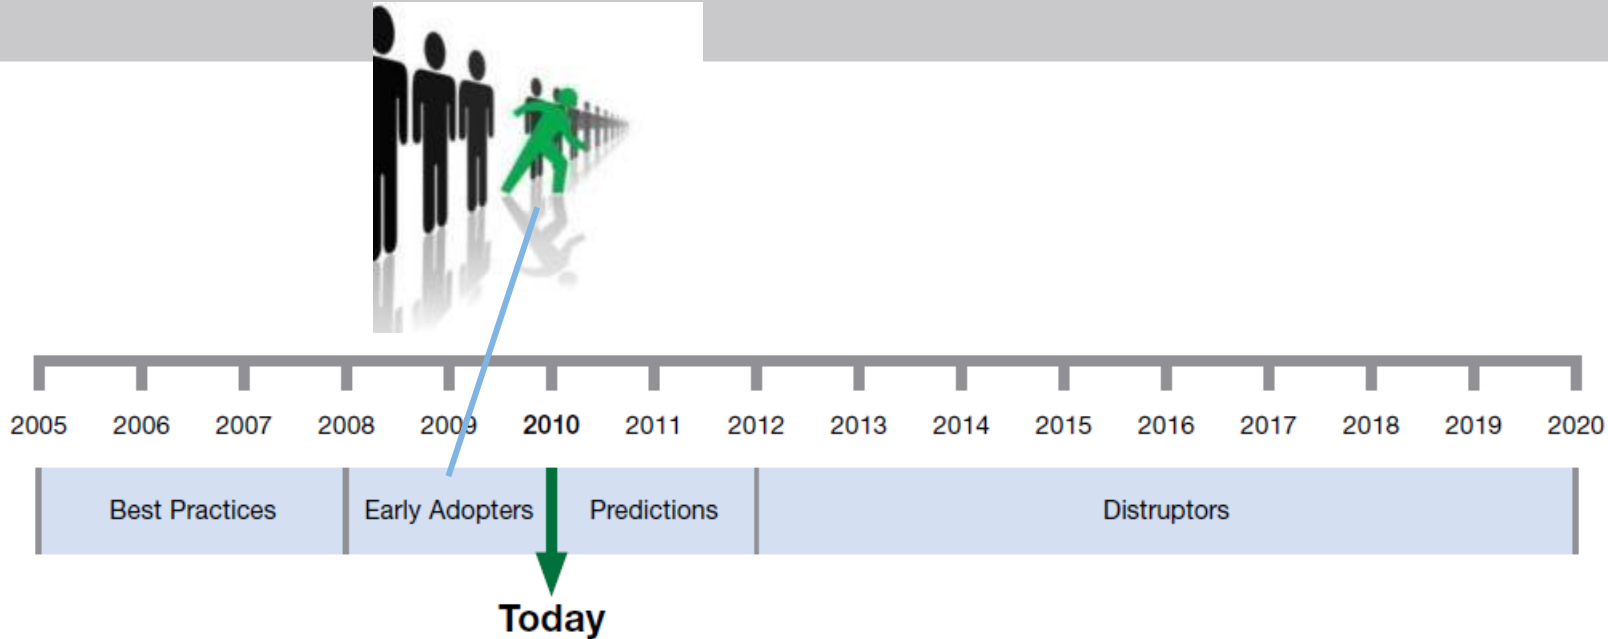 2005 2006 2007 2008 2009 2010 2011 2012 2013 2014 2015 2016 2017 2018 2019 2020
Best Practices Early Adopters Predictions Distruptors
Today